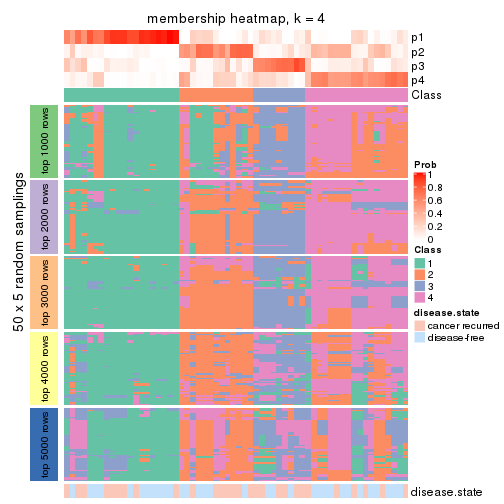 membership heatmap, k = 4
p1
p2
p3
p4
Class
50 x 5 random samplings
top 1000 rows
top 2000 rows
top 3000 rows
top 4000 rows
top 5000 rows
Prob
1
0.8
0.6
0.4
0.2
0
Class
1
2
3
4
disease.state
cancer recurred
disease-free
disease.state